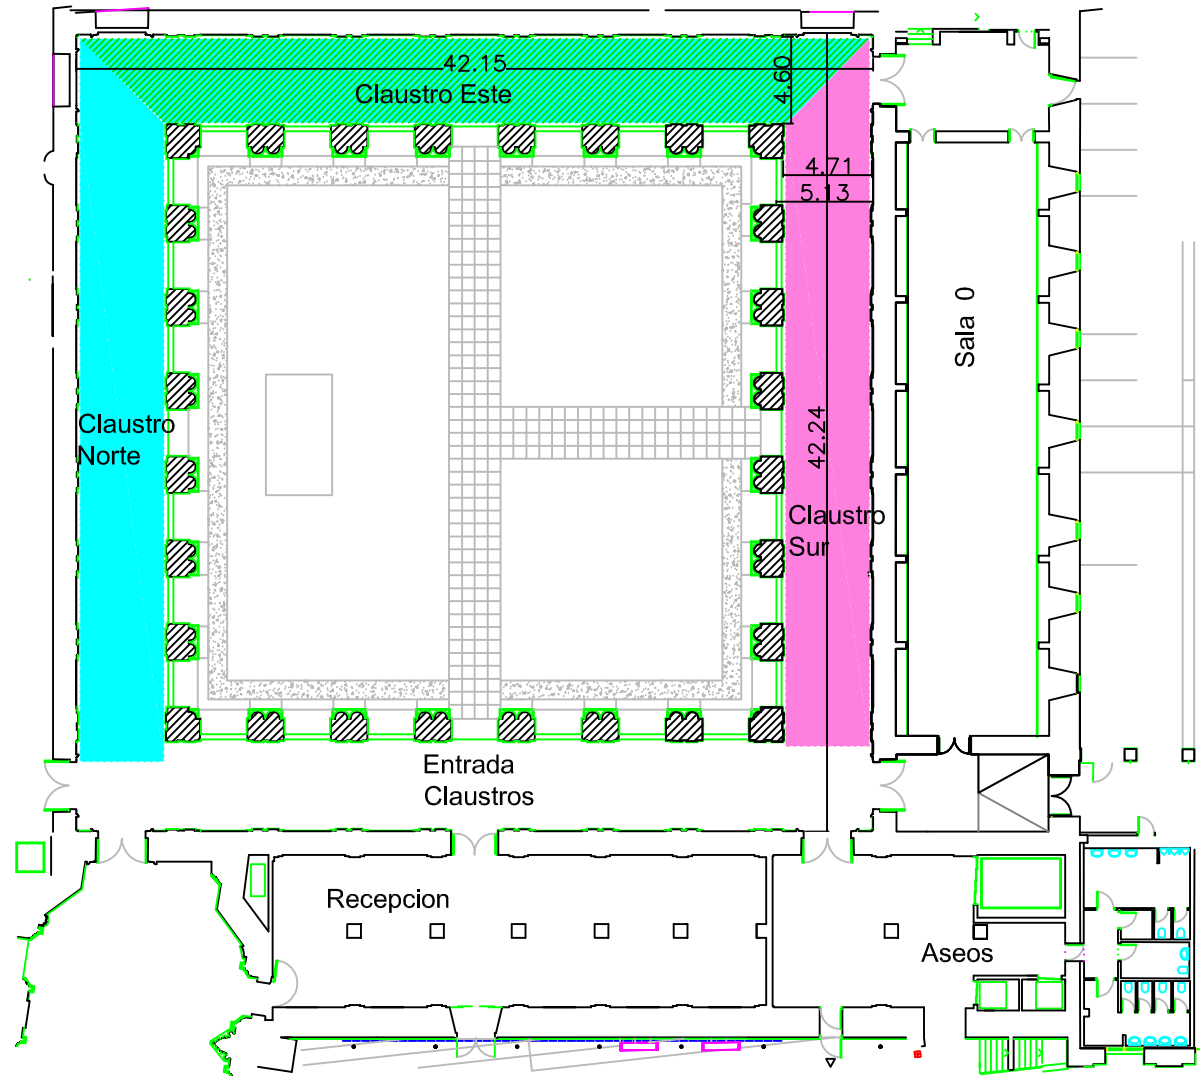 42.15
Claustro Este
4.60
4.71
5.13
Sala 0
Claustro
Norte
42.24
Claustro
Sur
Entrada
Claustros
Recepcion
Aseos